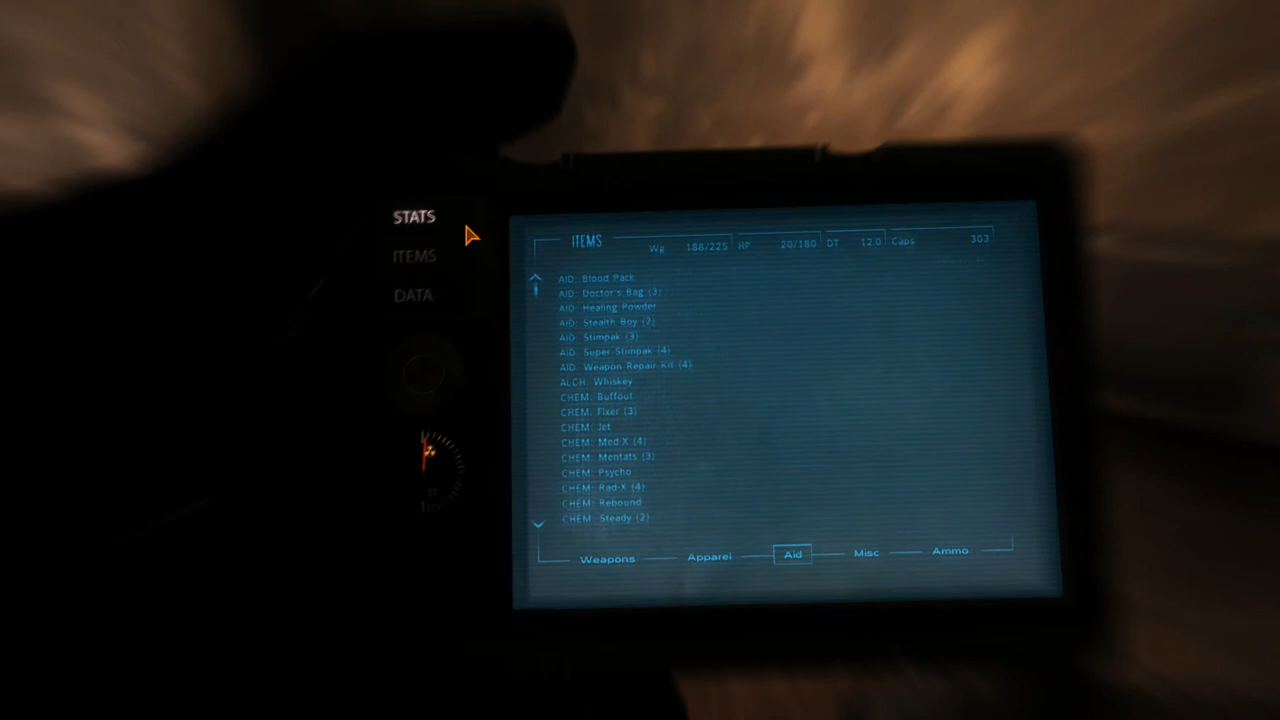 STATS
ITEMS
DATA
ITEMS Wg 188/225 HP 20/180 DT 12.0 Caps 303
AID: Blood Pack
AID: Doctor's Bag (3)
AID: Healing Powder
AID: Stealth Boy (2)
AID: Stimpak (3)
AID: Super Stimpak (4)
AID: Weapon Repair Kit (4)
ALCH: Whiskey
CHEM: Buffout
CHEM: Fixer (3)
CHEM: Jet
CHEM: Med-X (4)
CHEM: Mentats (3)
CHEM: Psycho
CHEM: Rad-X (4)
CHEM: Rebound
CHEM: Steady (2)
Weapons Apparel Aid Misc Ammo